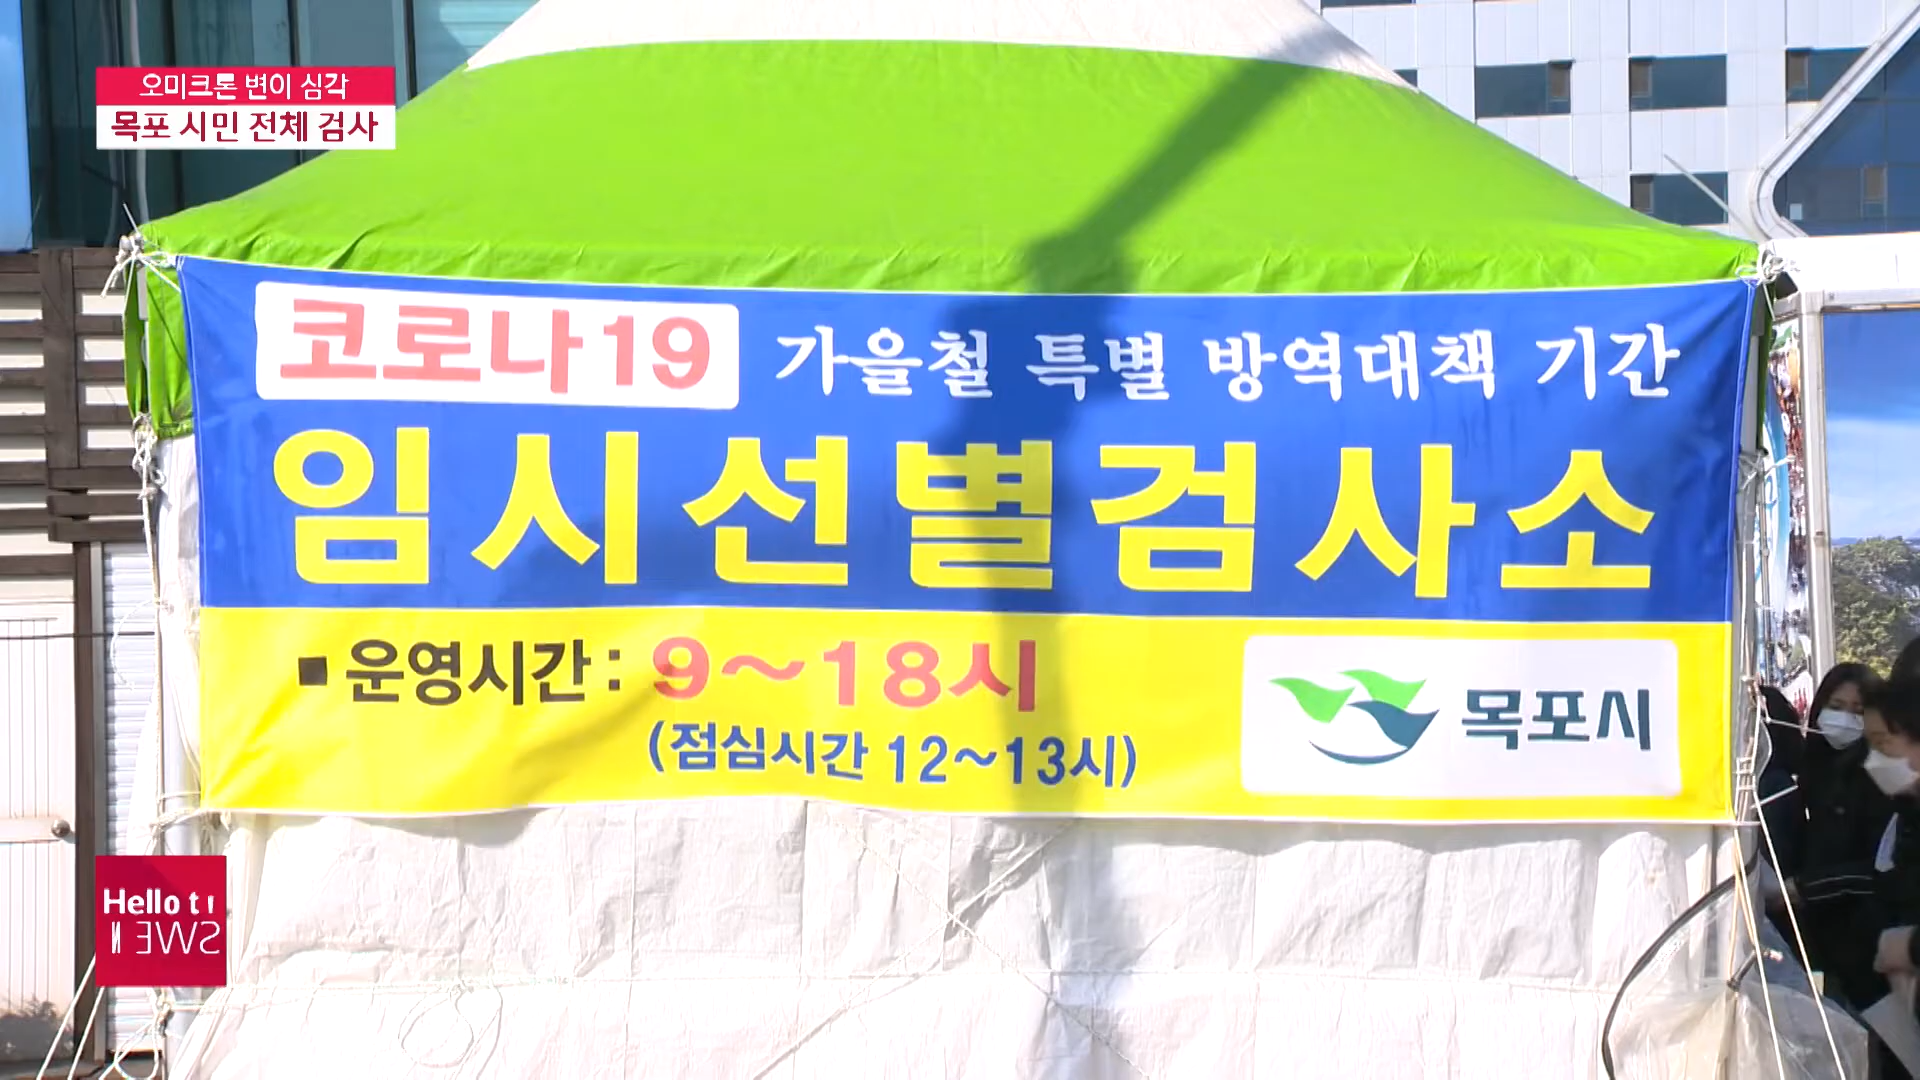 오미크론 변이 심각
목포 시민 전체 검사
코로나19 가을철 특별 방역대책 기간
임시선별검사소
▪ 운영시간 : 9~18시
(점심시간 12~13시)
목포시
Hello t!
NEWS